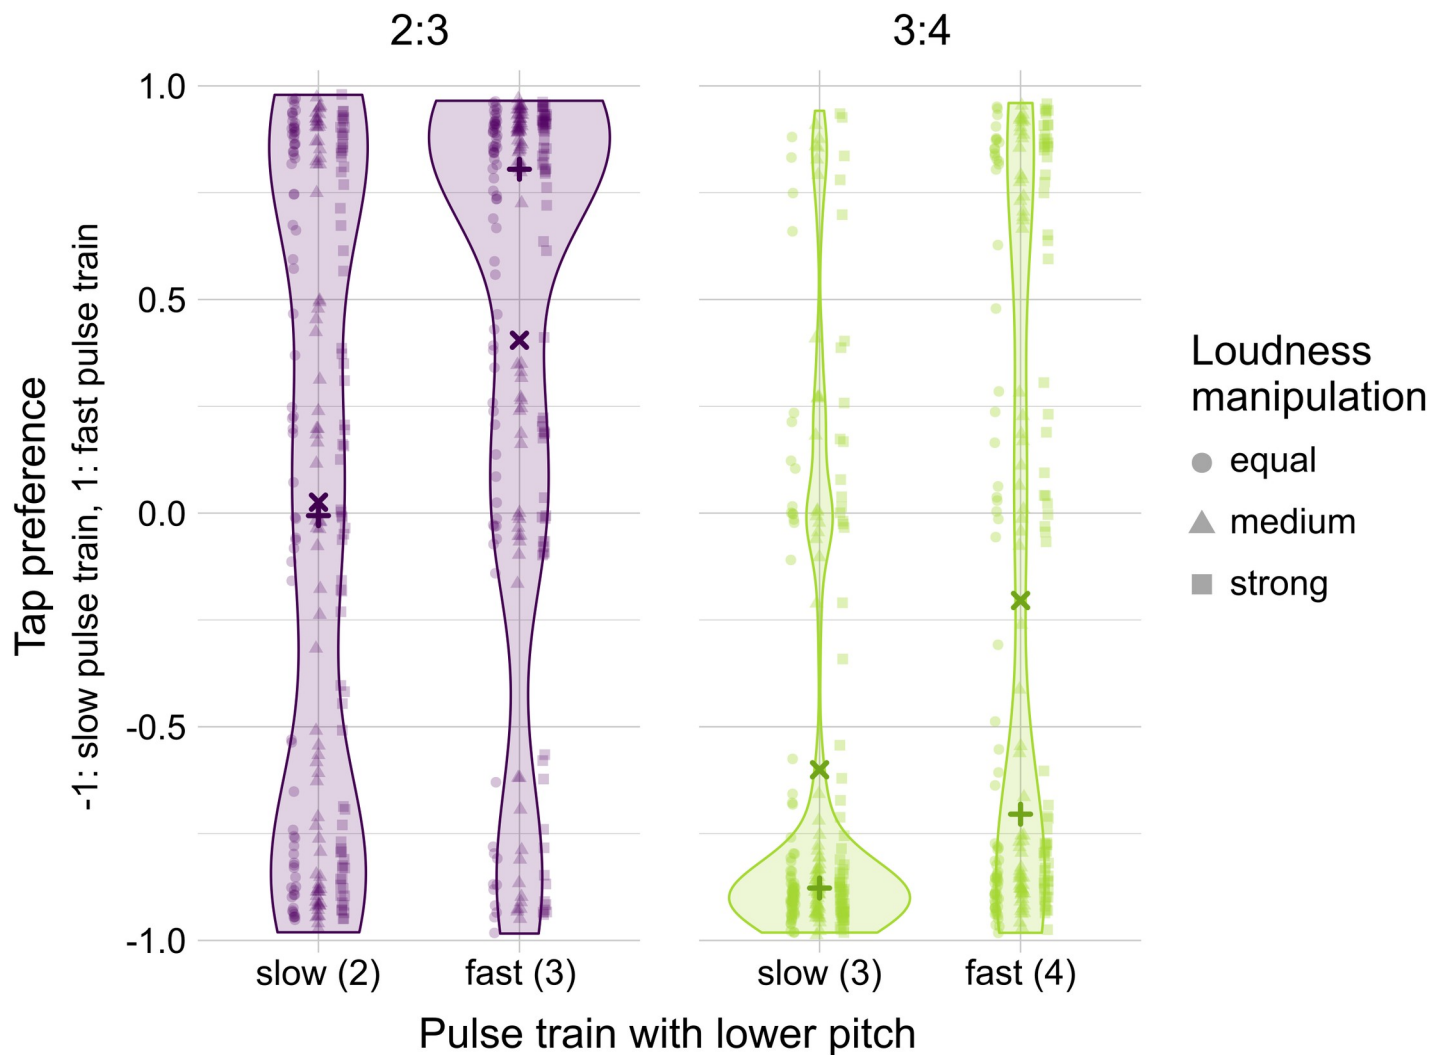 2:3
3:4
Tap preference
-1: slow pulse train, 1: fast pulse train
1.0
0.5
0.0
-0.5
-1.0
slow (2)
fast (3)
slow (3)
fast (4)
Pulse train with lower pitch
Loudness
manipulation
equal
medium
strong